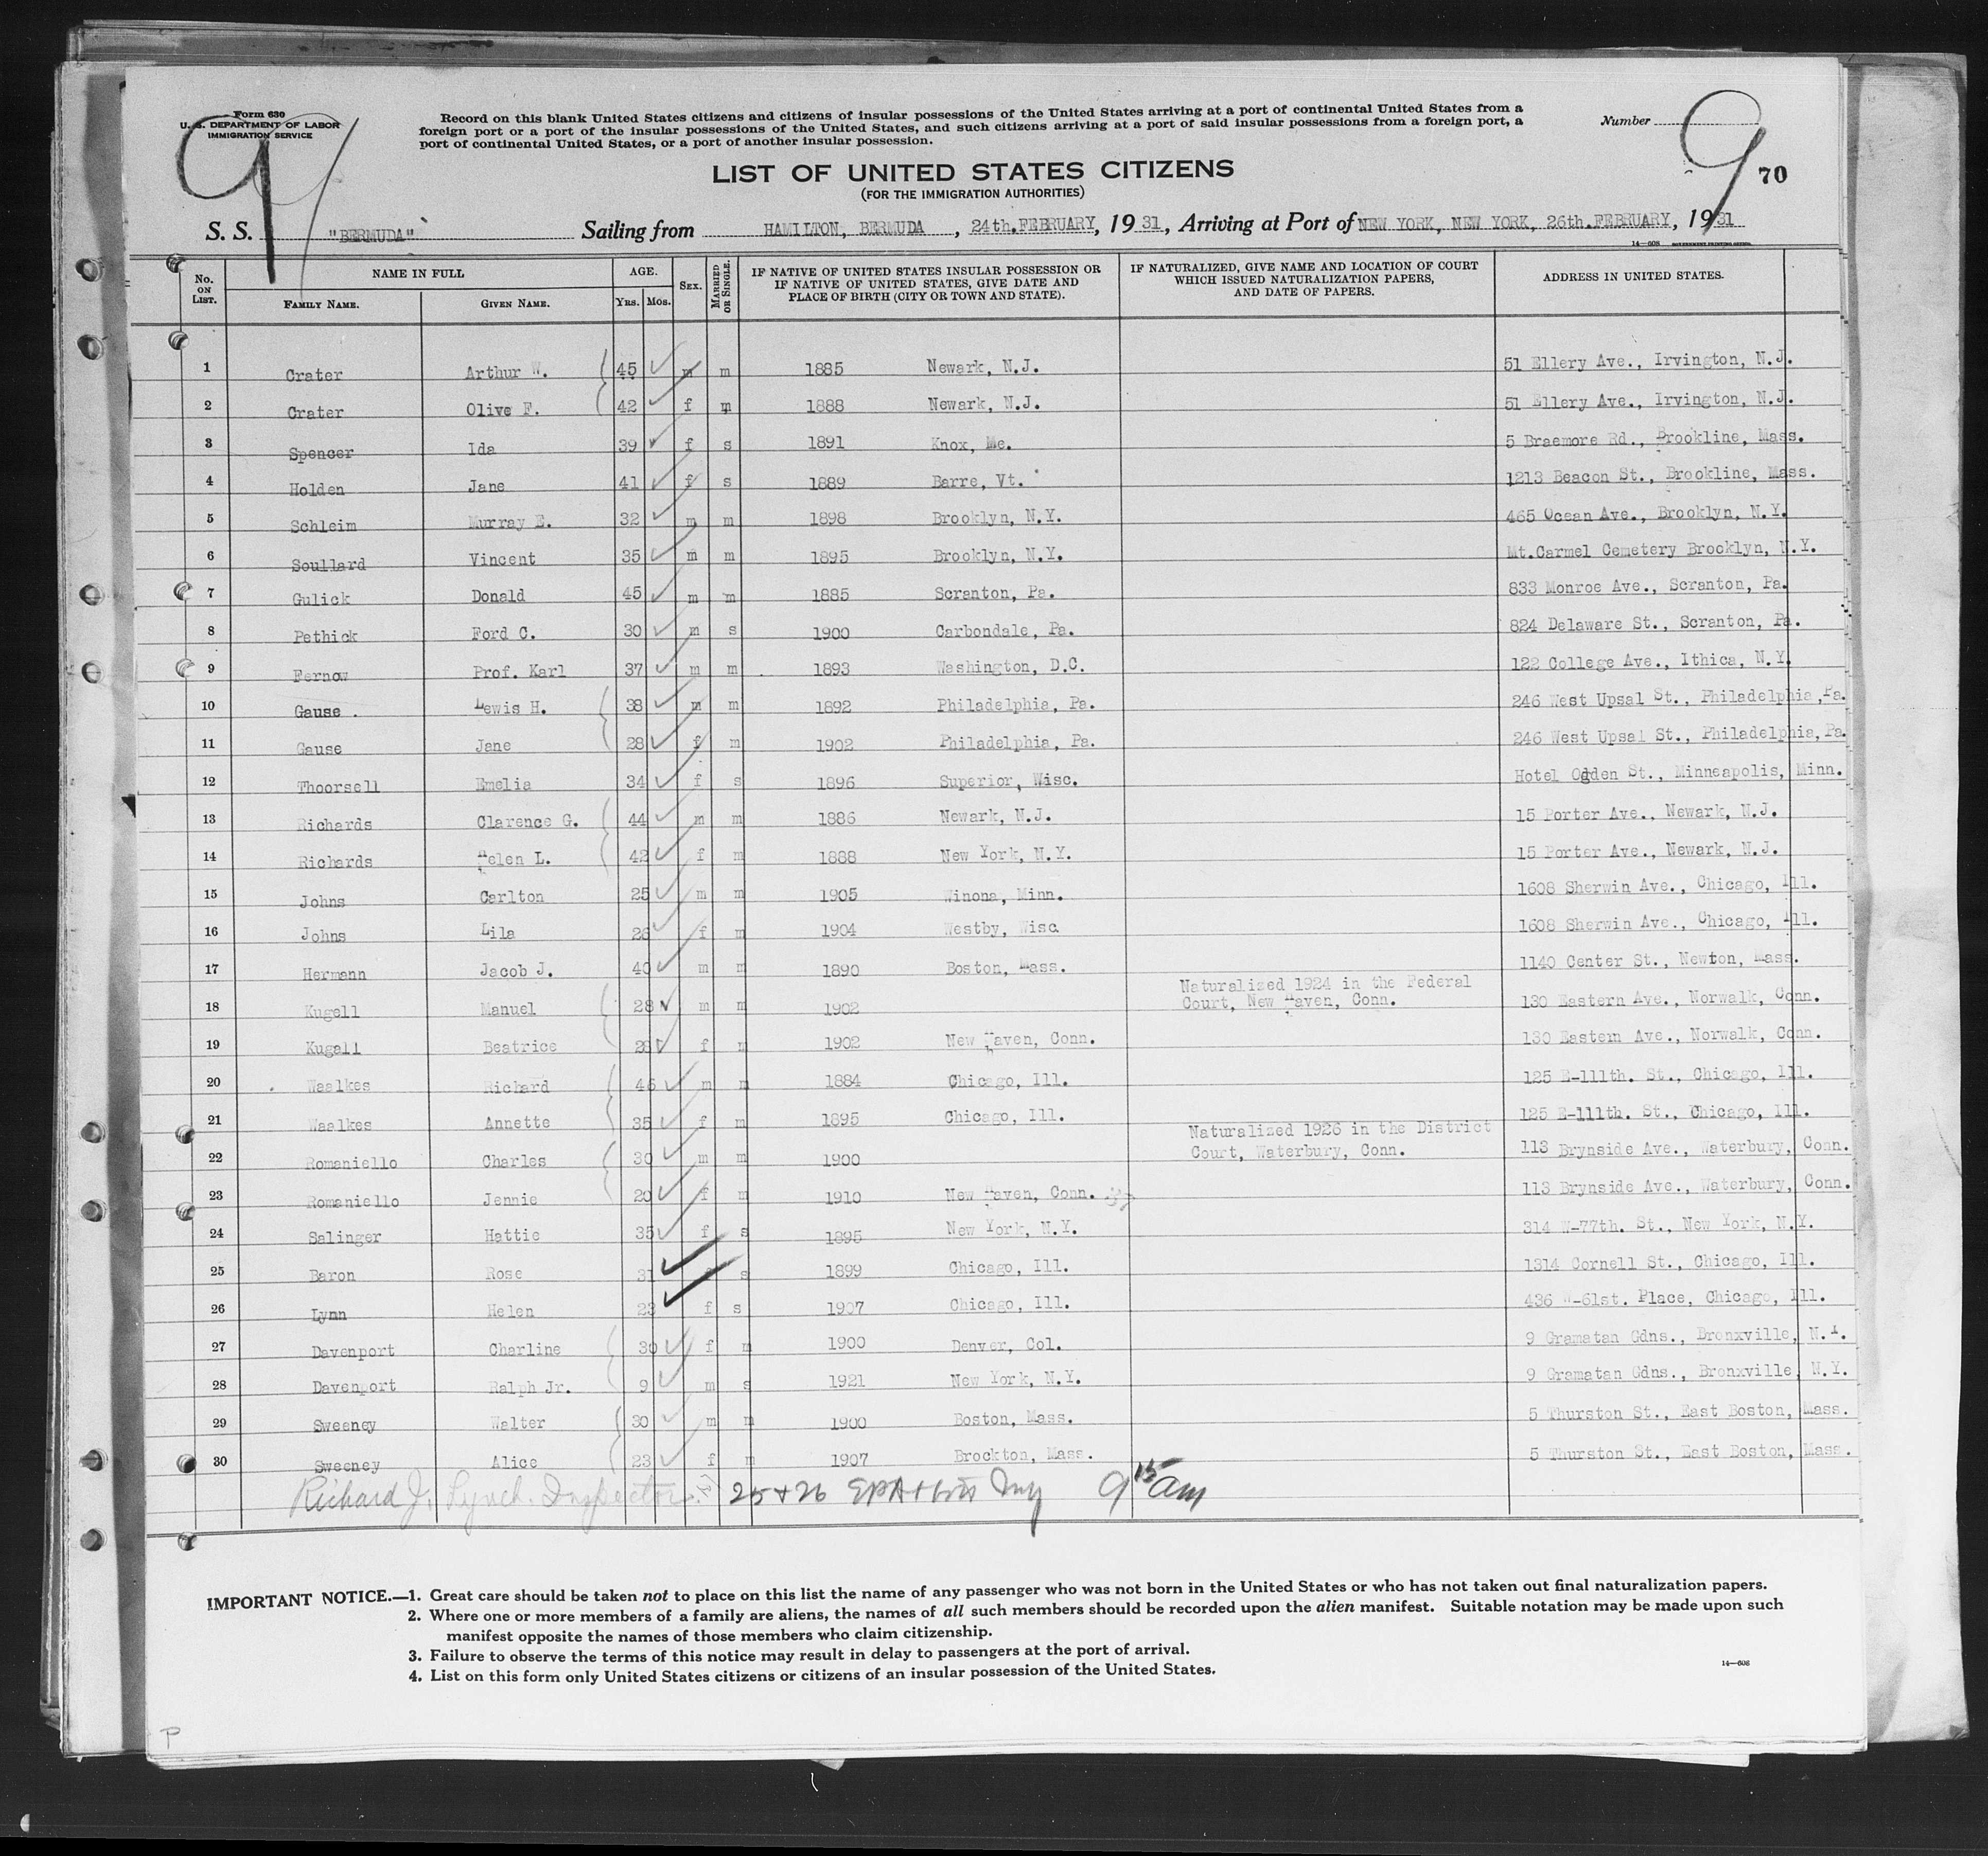 Form 630
U. S. DEPARTMENT OF LABOR
IMMIGRATION SERVICE
9
Record on this blank United States citizens and citizens of insular possessions of the United States arriving at a port of continental United States from a
foreign port or a port of the insular possessions of the United States, and such citizens arriving at a port of said insular possessions from a foreign port, a
port of continental United States, or a port of another insular possession.
Number 9
70
LIST OF UNITED STATES CITIZENS
(FOR THE IMMIGRATION AUTHORITIES)
S. S. "BERMUDA" Sailing from HAMILTON, BERMUDA, 24th.FEBRUARY, 1931, Arriving at Port of NEW YORK, NEW YORK, 26th.FEBRUARY, 1931
14—608 GOVERNMENT PRINTING OFFICE
No. ON LIST. NAME IN FULL FAMILY NAME. GIVEN NAME. AGE. Yrs. Mos. SEX. MARRIED OR SINGLE. IF NATIVE OF UNITED STATES INSULAR POSSESSION OR IF NATIVE OF UNITED STATES, GIVE DATE AND PLACE OF BIRTH (CITY OR TOWN AND STATE). IF NATURALIZED, GIVE NAME AND LOCATION OF COURT WHICH ISSUED NATURALIZATION PAPERS, AND DATE OF PAPERS. ADDRESS IN UNITED STATES.
1 Crater Arthur W. 45 m m 1885 Newark, N.J. 51 Ellery Ave., Irvington, N.J.
2 Crater Olive F. 42 f m 1888 Newark, N.J. 51 Ellery Ave., Irvington, N.J.
3 Spencer Ida 39 f s 1891 Knox, Me. 5 Braemore Rd., Brookline, Mass.
4 Holden Jane 41 f s 1889 Barre, Vt. 1213 Beacon St., Brookline, Mass.
5 Schleim Murray E. 32 m m 1898 Brooklyn, N.Y. 465 Ocean Ave., Brooklyn, N.Y.
6 Soullard Vincent 35 m m 1895 Brooklyn, N.Y. Mt.Carmel Cemetery Brooklyn, N.Y.
7 Gulick Donald 45 m m 1885 Scranton, Pa. 833 Monroe Ave., Scranton, Pa.
8 Pethick Ford C. 30 m s 1900 Carbondale, Pa. 824 Delaware St., Scranton, Pa.
9 Fernow Prof. Karl 37 m m 1893 Washington, D.C. 122 College Ave., Ithica, N.Y.
10 Gause Lewis H. 38 m m 1892 Philadelphia, Pa. 246 West Upsal St., Philadelphia,Pa.
11 Gause Jane 28 f m 1902 Philadelphia, Pa. 246 West Upsal St., Philadelphia,Pa.
12 Thoorsell Emelia 34 f s 1896 Superior, Wisc. Hotel Ogden St., Minneapolis, Minn.
13 Richards Clarence G. 44 m m 1886 Newark, N.J. 15 Porter Ave., Newark, N.J.
14 Richards Helen L. 42 f m 1888 New York, N.Y. 15 Porter Ave., Newark, N.J.
15 Johns Carlton 25 m m 1905 Winona, Minn. 1608 Sherwin Ave., Chicago, Ill.
16 Johns Lila 26 f m 1904 Westby, Wisc. 1608 Sherwin Ave., Chicago, Ill.
17 Hermann Jacob J. 40 m m 1890 Boston, Mass. 1140 Center St., Newton, Mass.
18 Kugell Manuel 28 m m 1902 Naturalized 1924 in the Federal Court, New Haven, Conn. 130 Eastern Ave., Norwalk, Conn.
19 Kugell Beatrice 28 f m 1902 New Haven, Conn. 130 Eastern Ave., Norwalk, Conn.
20 Waalkes Richard 46 m m 1884 Chicago, Ill. 125 E-111th. St., Chicago, Ill.
21 Waalkes Annette 35 f m 1895 Chicago, Ill. 125 E-111th. St., Chicago, Ill.
22 Romaniello Charles 30 m m 1900 Naturalized 1926 in the District Court, Waterbury, Conn. 113 Brynside Ave., Waterbury, Conn.
23 Romaniello Jennie 20 f m 1910 New Haven, Conn. 113 Brynside Ave., Waterbury, Conn.
24 Salinger Hattie 35 f s 1895 New York, N.Y. 314 W-77th. St., New York, N.Y.
25 Baron Rose 31 f s 1899 Chicago, Ill. 1314 Cornell St., Chicago, Ill.
26 Lynn Helen 23 f s 1907 Chicago, Ill. 436 W-61st. Place, Chicago, Ill.
27 Davenport Charline 30 f m 1900 Denver, Col. 9 Gramatan Gdns., Bronxville, N.Y.
28 Davenport Ralph Jr. 9 m s 1921 New York, N.Y. 9 Gramatan Gdns., Bronxville, N.Y.
29 Sweeney Walter 30 m m 1900 Boston, Mass. 5 Thurston St., East Boston, Mass.
30 Sweeney Alice 23 f m 1907 Brockton, Mass. 5 Thurston St., East Boston, Mass.
Richard J. Lynch. Inspector. 25 + 26 9 15 am
IMPORTANT NOTICE.—1. Great care should be taken not to place on this list the name of any passenger who was not born in the United States or who has not taken out final naturalization papers.
2. Where one or more members of a family are aliens, the names of all such members should be recorded upon the alien manifest. Suitable notation may be made upon such
manifest opposite the names of those members who claim citizenship.
3. Failure to observe the terms of this notice may result in delay to passengers at the port of arrival.
4. List on this form only United States citizens or citizens of an insular possession of the United States.
14—608
P